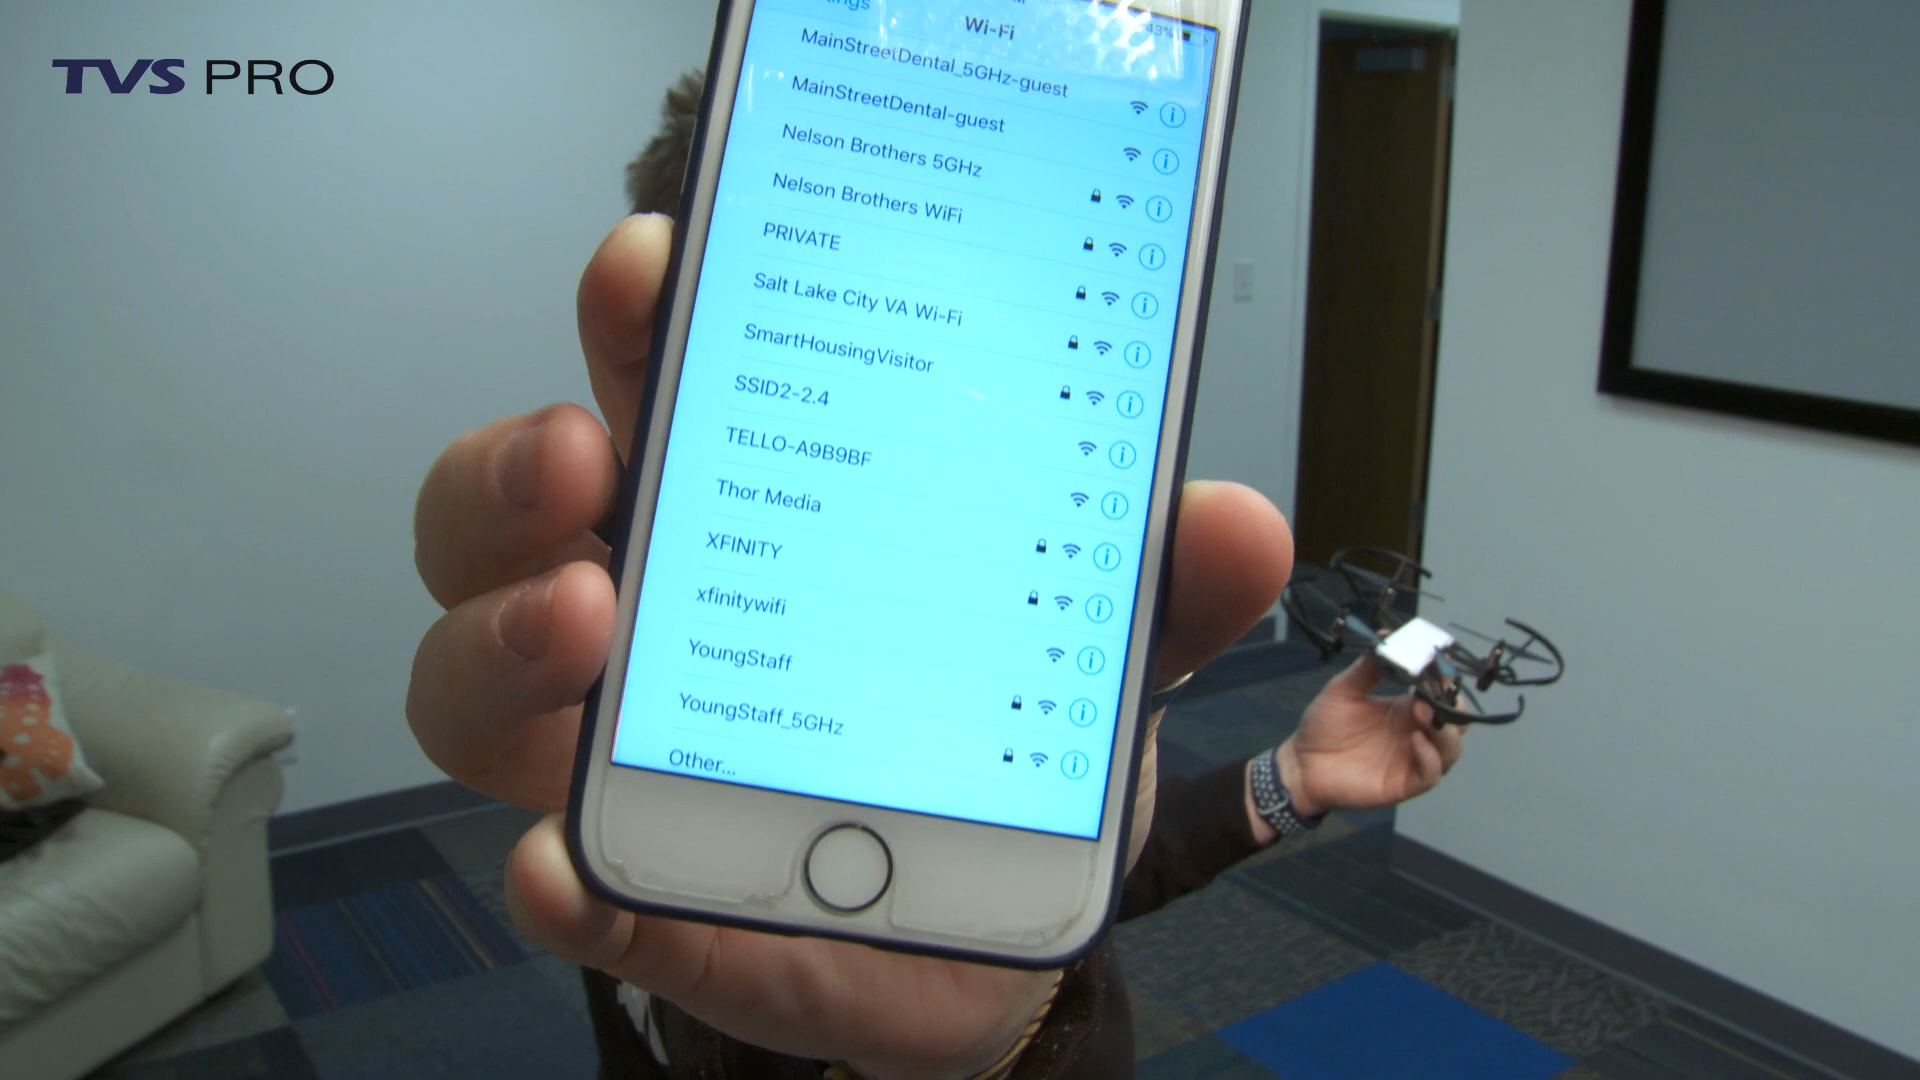 TVS PRO
Wi-Fi
43%
MainStreetDental_5GHz-guest
MainStreetDental-guest
Nelson Brothers 5GHz
Nelson Brothers WiFi
PRIVATE
Salt Lake City VA Wi-Fi
SmartHousingVisitor
SSID2-2.4
TELLO-A9B9BF
Thor Media
XFINITY
xfinitywifi
YoungStaff
YoungStaff_5GHz
Other...